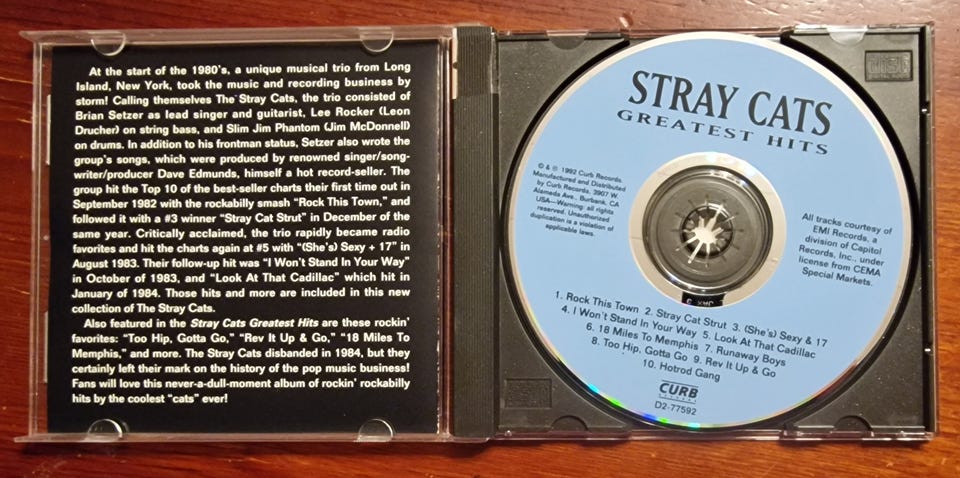 At the start of the 1980's, a unique musical trio from Long
Island, New York, took the music and recording business by
storm! Calling themselves The Stray Cats, the trio consisted of
Brian Setzer as lead singer and guitarist, Lee Rocker (Leon
Drucher) on string bass, and Slim Jim Phantom (Jim McDonnell)
on drums. In addition to his frontman status, Setzer also wrote the
group's songs, which were produced by renowned singer/song-
writer/producer Dave Edmunds, himself a hot record-seller. The
group hit the Top 10 of the best-seller charts their first time out in
September 1982 with the rockabilly smash "Rock This Town," and
followed it with a #3 winner "Stray Cat Strut" in December of the
same year. Critically acclaimed, the trio rapidly became radio
favorites and hit the charts again at #5 with "(She's) Sexy + 17" in
August 1983. Their follow-up hit was "I Won't Stand In Your Way"
in October of 1983, and "Look At That Cadillac" which hit in
January of 1984. Those hits and more are included in this new
collection of The Stray Cats.
Also featured in the Stray Cats Greatest Hits are these rockin'
favorites: "Too Hip, Gotta Go," "Rev It Up & Go," "18 Miles To
Memphis," and more. The Stray Cats disbanded in 1984, but they
certainly left their mark on the history of the pop music business!
Fans will love this never-a-dull-moment album of rockin' rockabilly
hits by the coolest "cats" ever!
STRAY CATS
GREATEST HITS
© & ℗ 1992 Curb Records.
Manufactured and Distributed
by Curb Records. 3907 W.
Alameda Ave., Burbank, CA
USA—Warning: all rights
reserved. Unauthorized
duplication is a violation of
applicable laws.
All tracks courtesy of
EMI Records, a
division of Capitol
Records, Inc., under
license from CEMA
Special Markets.
1. Rock This Town 2. Stray Cat Strut 3. (She's) Sexy & 17
4. I Won't Stand In Your Way 5. Look At That Cadillac
6. 18 Miles To Memphis 7. Runaway Boys
8. Too Hip, Gotta Go 9. Rev It Up & Go
10. Hotrod Gang
CURB
RECORDS
D2-77592